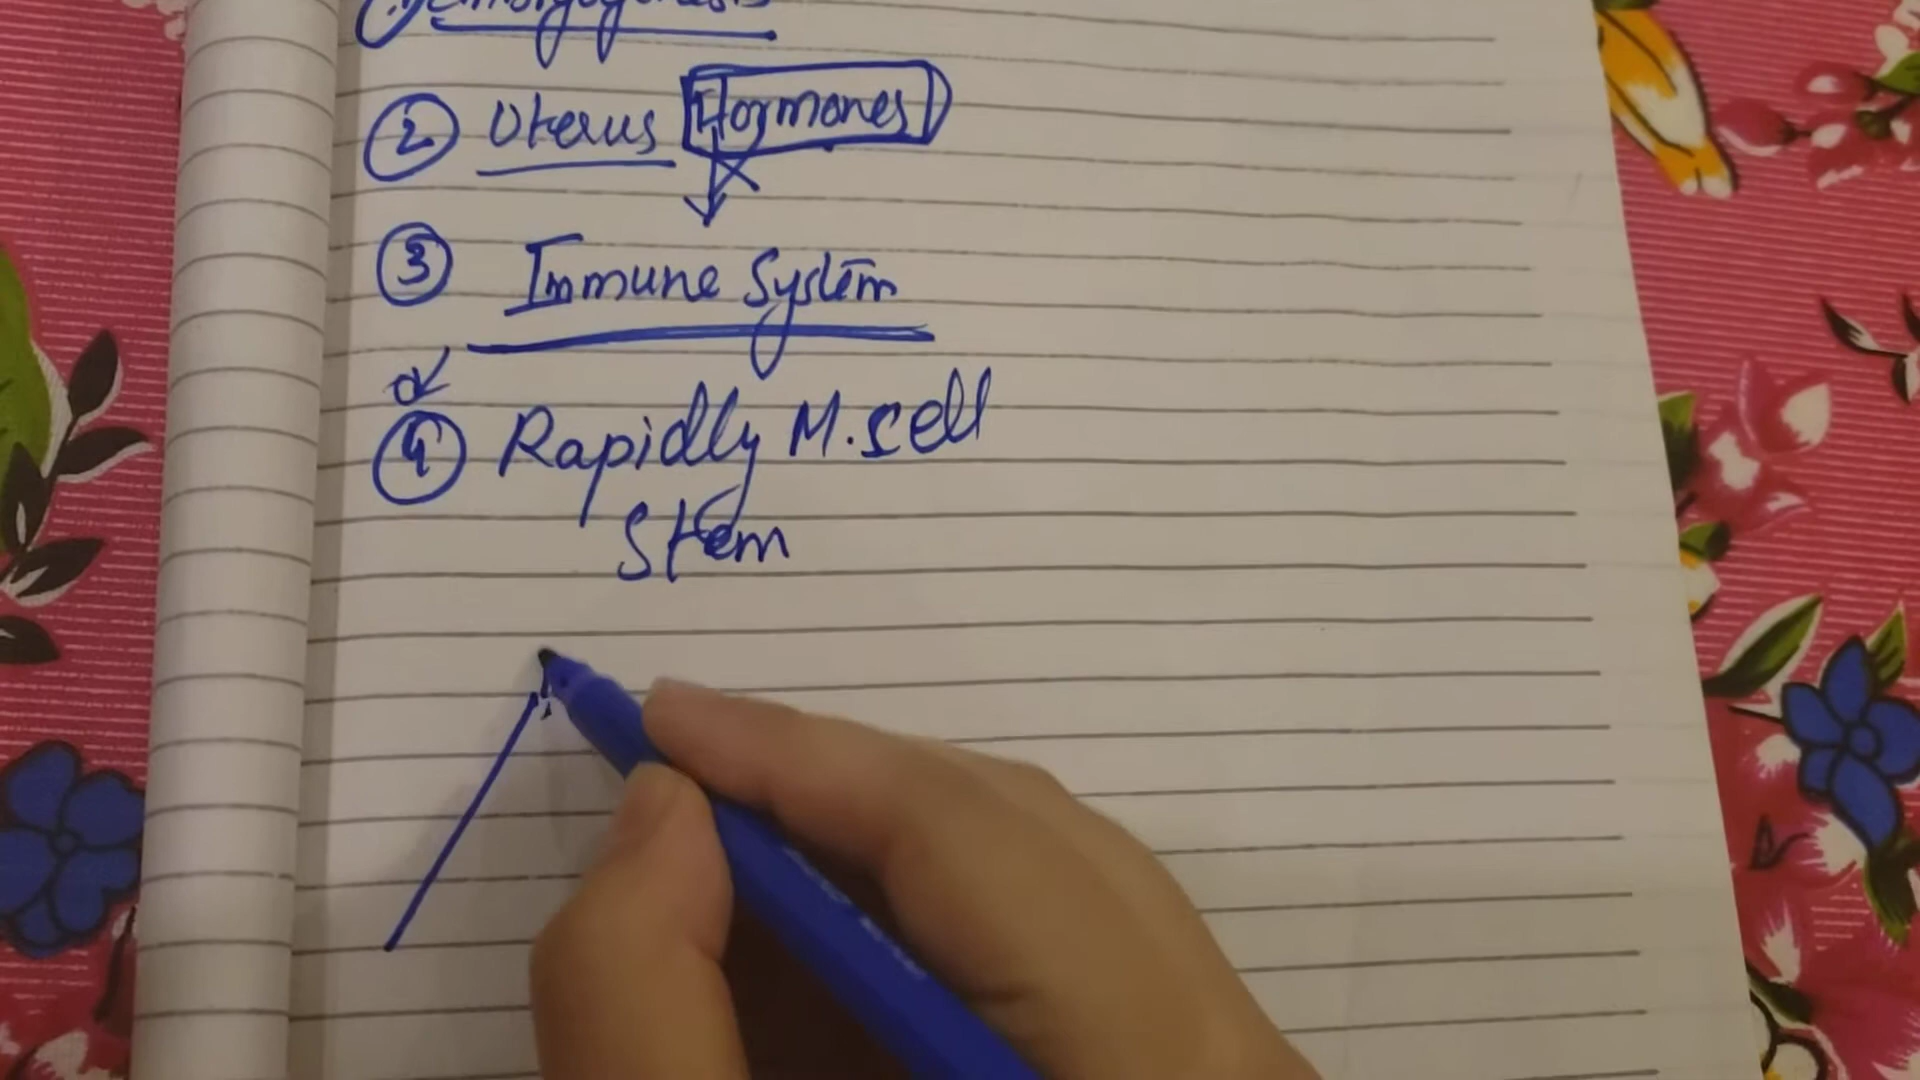 ② Uterus Hormones
③ Immune System
④ Rapidly M.cell
Stem